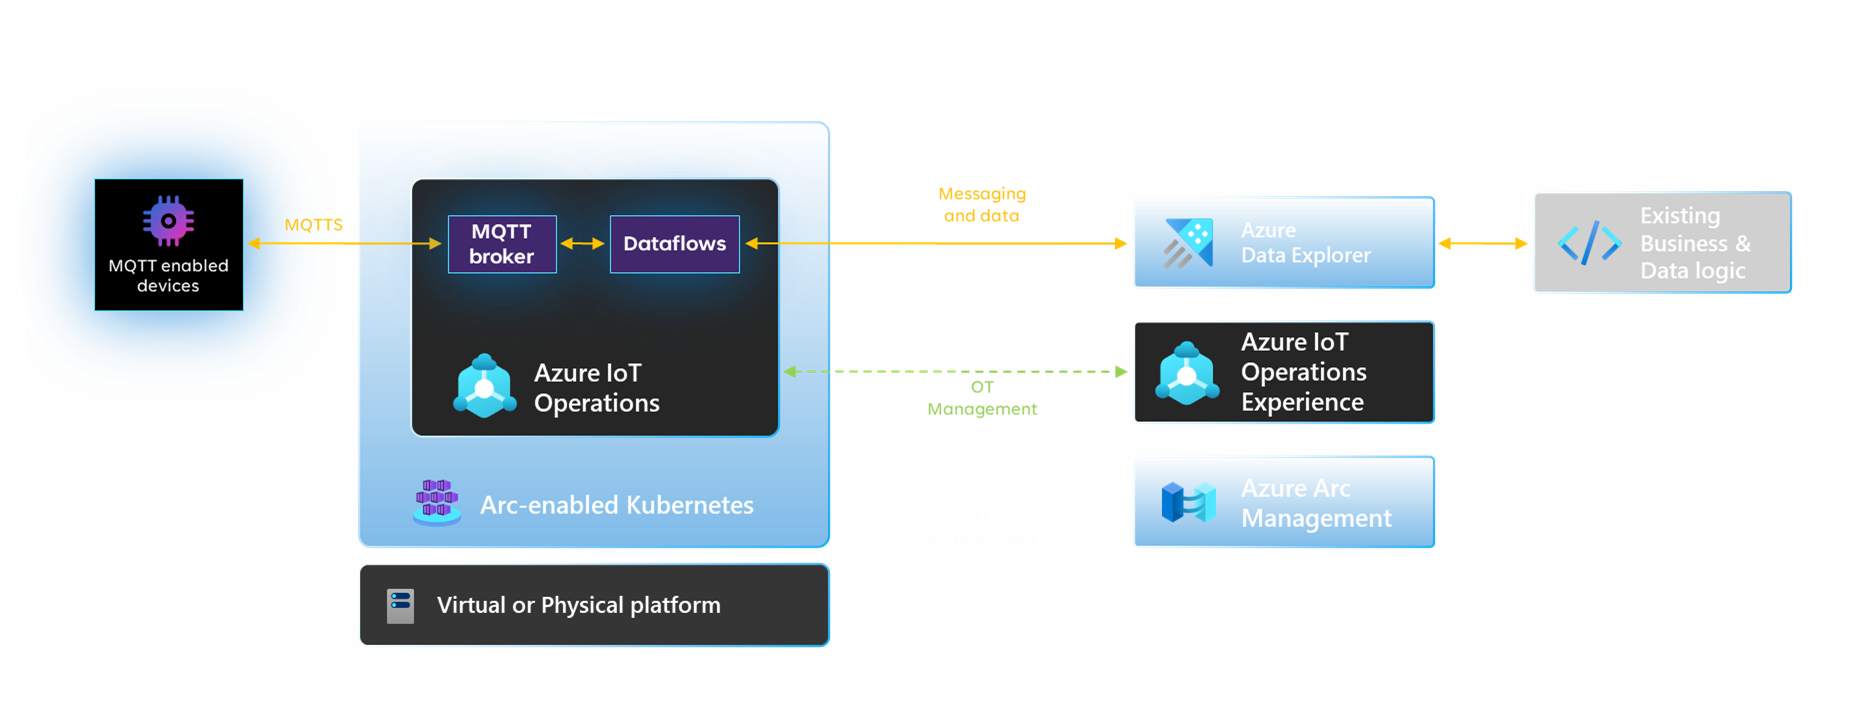 MQTT enabled
devices
MQTTS
MQTT
broker
Dataflows
Azure IoT
Operations
Arc-enabled Kubernetes
Virtual or Physical platform
Messaging
and data
OT
Management
Azure
Data Explorer
Azure IoT
Operations
Experience
Azure Arc
Management
Existing
Business &
Data logic